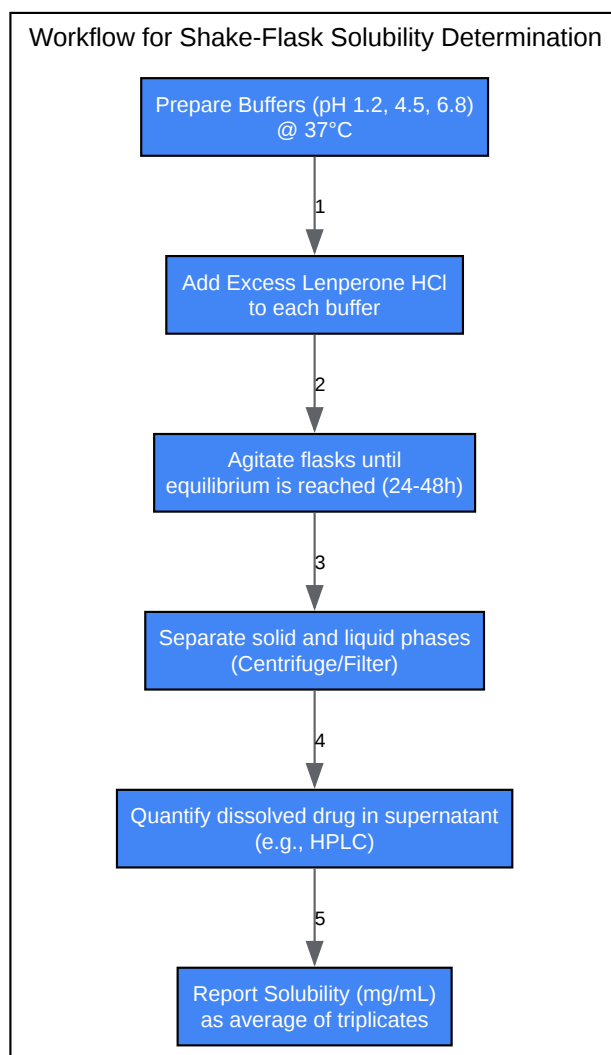 Workflow for Shake-Flask Solubility Determination
Prepare Buffers (pH 1.2, 4.5, 6.8)
@ 37°C
1
Add Excess Lenperone HCl
to each buffer
2
Agitate flasks until
equilibrium is reached (24-48h)
3
Separate solid and liquid phases
(Centrifuge/Filter)
4
Quantify dissolved drug in supernatant
(e.g., HPLC)
5
Report Solubility (mg/mL)
as average of triplicates